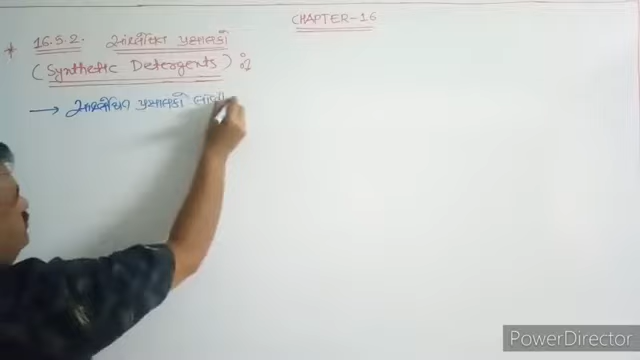 CHAPTER-16
* 16.5.2. સાંશ્લેષિત પ્રક્ષાલકો
(Synthetic Detergents) :
→ સાંશ્લેષિત પ્રક્ષાલકો
PowerDirector